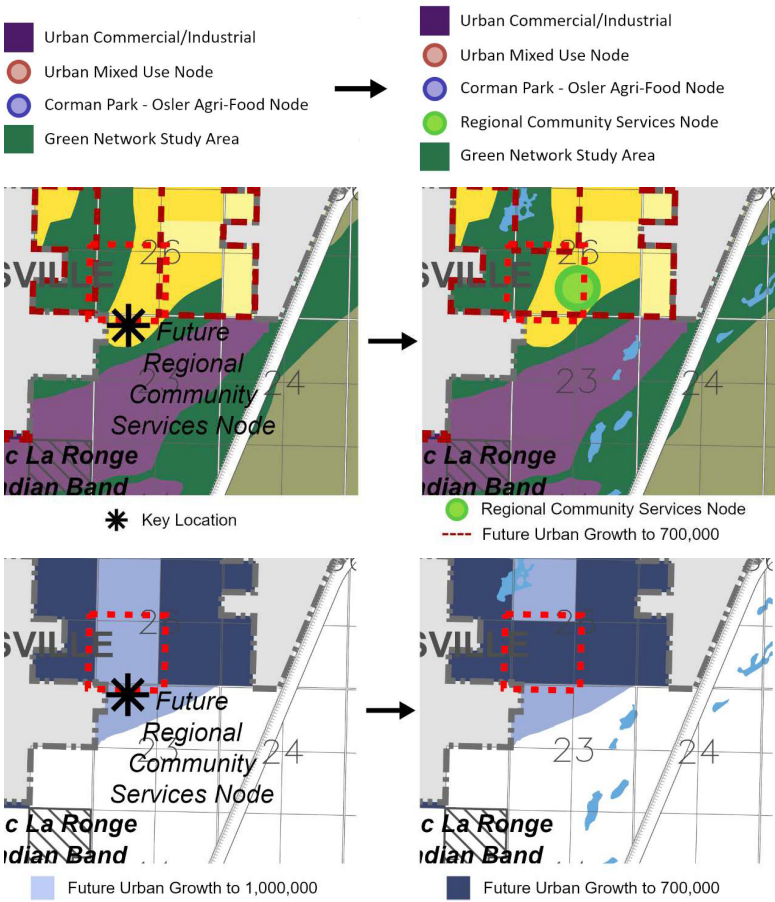 Urban Commercial/Industrial
Urban Mixed Use Node
Corman Park - Osler Agri-Food Node
Green Network Study Area
Urban Commercial/Industrial
Urban Mixed Use Node
Corman Park - Osler Agri-Food Node
Regional Community Services Node
Green Network Study Area
26
SVILLE
Future
Regional
23
Community
24
Services Node
c La Ronge
ndian Band
26
SVILLE
23
24
c La Ronge
ndian Band
Key Location
Regional Community Services Node
Future Urban Growth to 700,000
SVILLE
Future
Regional
23
Community
24
Services Node
c La Ronge
ndian Band
SVILLE
23
24
c La Ronge
ndian Band
Future Urban Growth to 1,000,000
Future Urban Growth to 700,000